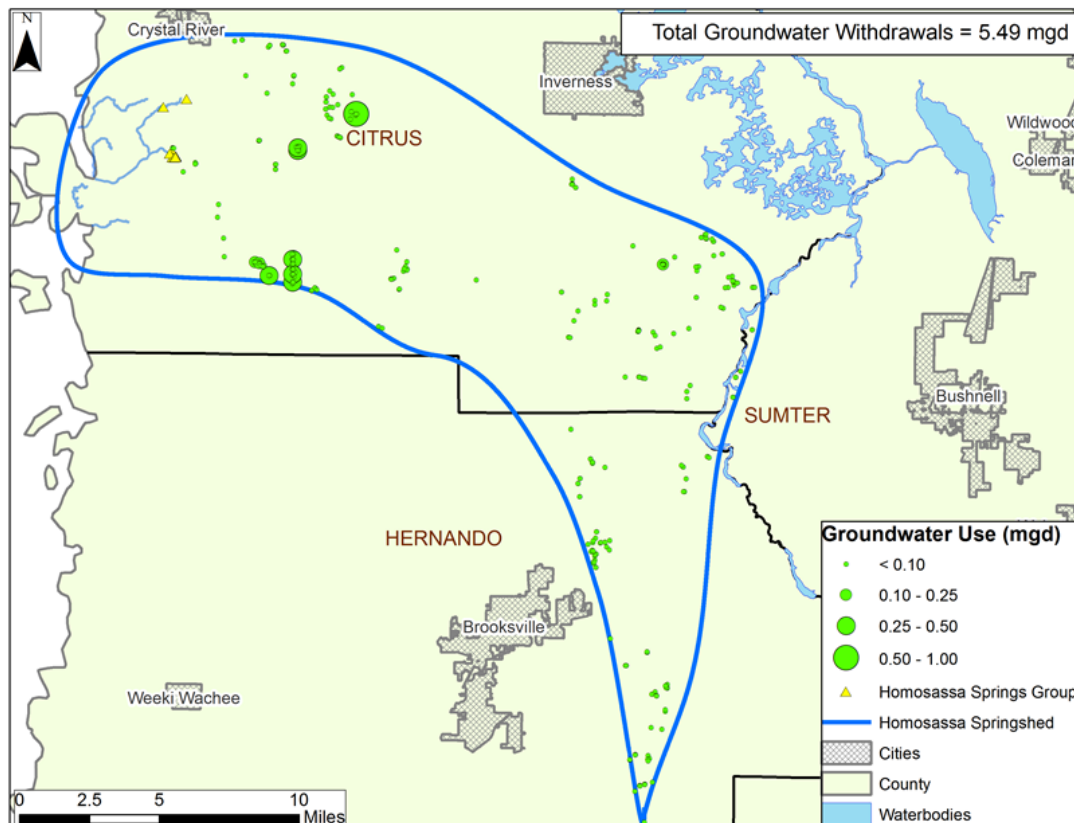 N
Crystal River
Total Groundwater Withdrawals = 5.49 mgd
Inverness
CITRUS
Wildwood
Coleman
Bushnell
SUMTER
HERNANDO
Brooksville
Weeki Wachee
Groundwater Use (mgd)
< 0.10
0.10 - 0.25
0.25 - 0.50
0.50 - 1.00
Homosassa Springs Group
Homosassa Springshed
Cities
County
Waterbodies
0 2.5 5 10
Miles